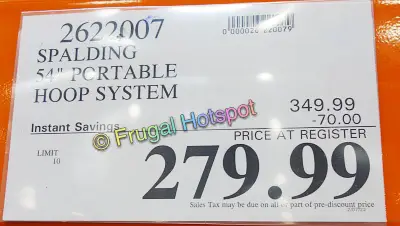 2622007
SPALDING
54" PORTABLE
HOOP SYSTEM
349.99
Instant Savings
-70.00
© Frugal Hotspot
PRICE AT REGISTER
LIMIT
10
279.99
Sales Tax may be due on all or part of pre-discount price